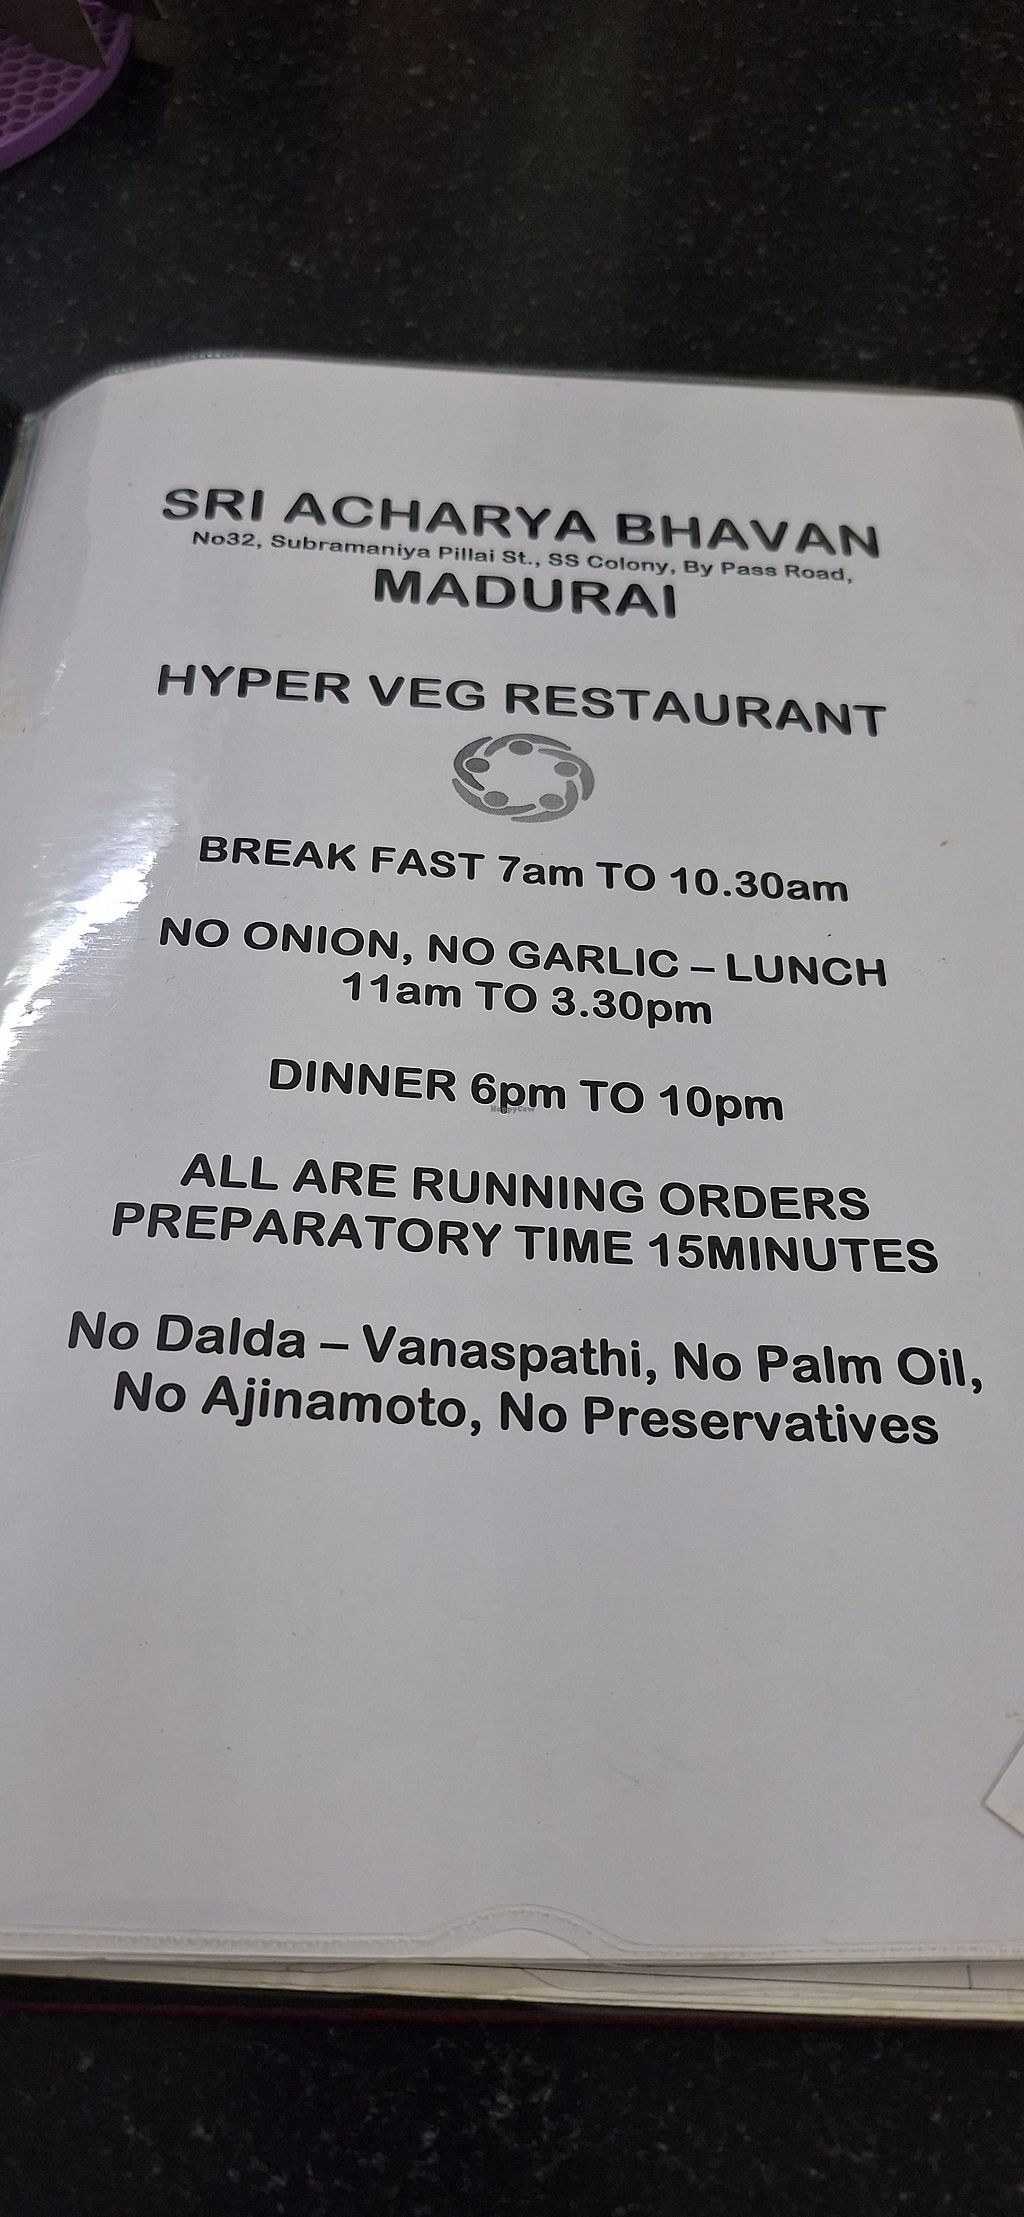 SRI ACHARYA BHAVAN
No32, Subramaniya Pillai St., SS Colony, By Pass Road,
MADURAI
HYPER VEG RESTAURANT
BREAK FAST 7am TO 10.30am
NO ONION, NO GARLIC – LUNCH
11am TO 3.30pm
DINNER 6pm TO 10pm
HappyCow
ALL ARE RUNNING ORDERS
PREPARATORY TIME 15MINUTES
No Dalda – Vanaspathi, No Palm Oil,
No Ajinamoto, No Preservatives